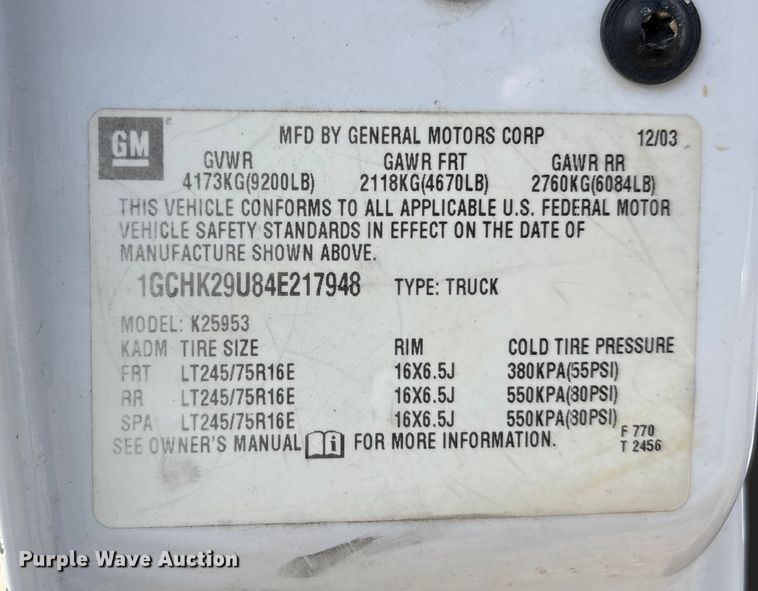 GM
MFD BY GENERAL MOTORS CORP 12/03
GVWR GAWR FRT GAWR RR
4173KG(9200LB) 2118KG(4670LB) 2760KG(6084LB)
THIS VEHICLE CONFORMS TO ALL APPLICABLE U.S. FEDERAL MOTOR
VEHICLE SAFETY STANDARDS IN EFFECT ON THE DATE OF
MANUFACTURE SHOWN ABOVE.
1GCHK29U84E217948 TYPE: TRUCK
MODEL: K25953
KADM TIRE SIZE RIM COLD TIRE PRESSURE
FRT LT245/75R16E 16X6.5J 380KPA(55PSI)
RR LT245/75R16E 16X6.5J 550KPA(80PSI)
SPA LT245/75R16E 16X6.5J 550KPA(80PSI)
SEE OWNER'S MANUAL i FOR MORE INFORMATION.
F 770
T 2456
Purple Wave Auction